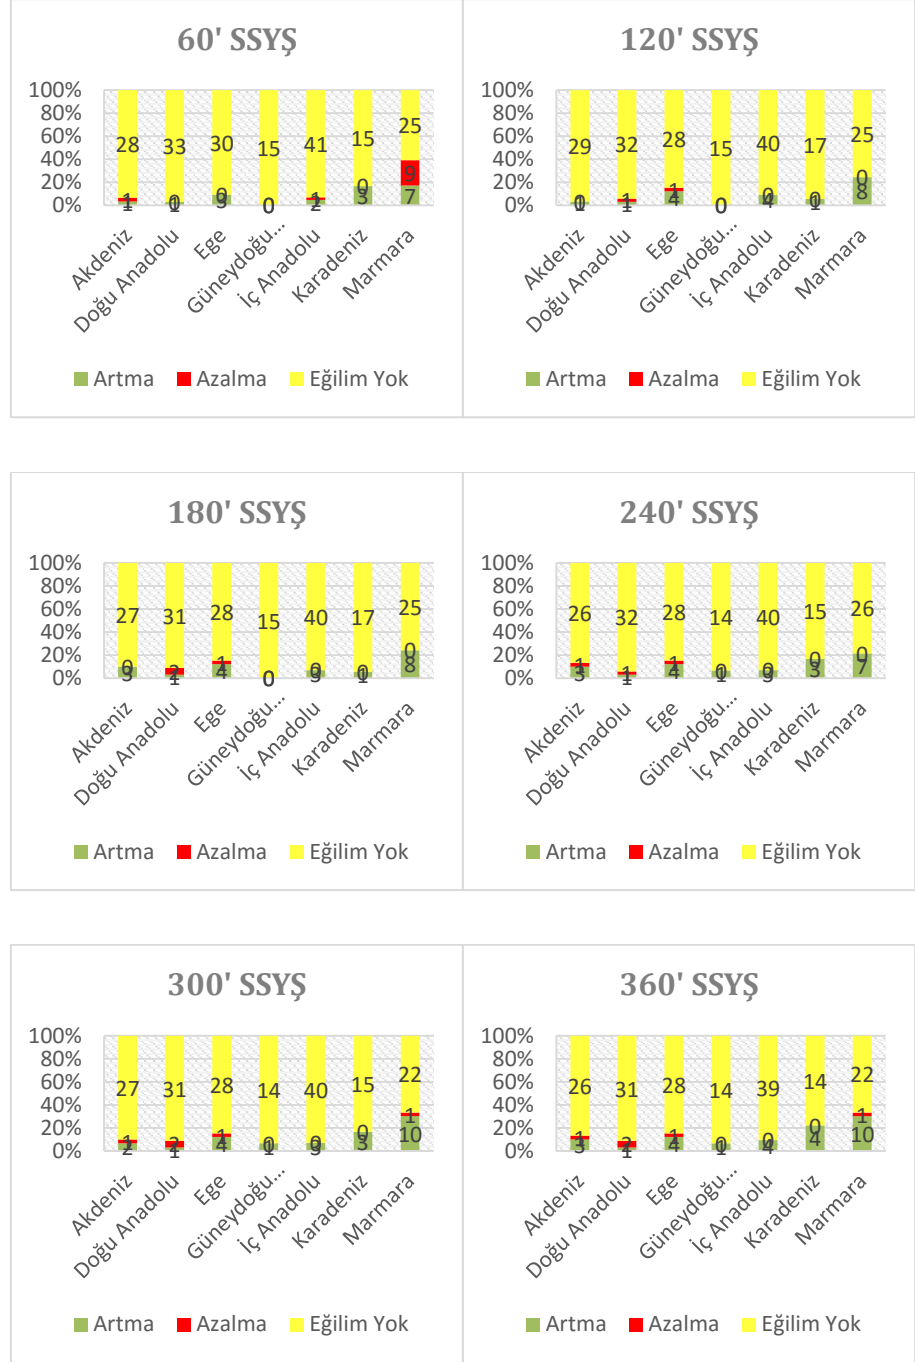 60' SSYŞ
100%
80%
60%
40%
20%
0%
28 33 30 15 41 15 25
1 0 0 0 1 0 9
1 1 3 0 2 3 7
Akdeniz
Doğu Anadolu
Ege
Güneydoğu...
İç Anadolu
Karadeniz
Marmara
Artma Azalma Eğilim Yok
120' SSYŞ
100%
80%
60%
40%
20%
0%
29 32 28 15 40 17 25
0 1 1 0 0 0 0
1 1 4 0 4 1 8
Akdeniz
Doğu Anadolu
Ege
Güneydoğu...
İç Anadolu
Karadeniz
Marmara
Artma Azalma Eğilim Yok
180' SSYŞ
100%
80%
60%
40%
20%
0%
27 31 28 15 40 17 25
0 2 1 0 0 0 0
3 1 4 0 3 1 8
Akdeniz
Doğu Anadolu
Ege
Güneydoğu...
İç Anadolu
Karadeniz
Marmara
Artma Azalma Eğilim Yok
240' SSYŞ
100%
80%
60%
40%
20%
0%
26 32 28 14 40 15 26
1 1 1 0 0 0 0
3 1 4 1 3 3 7
Akdeniz
Doğu Anadolu
Ege
Güneydoğu...
İç Anadolu
Karadeniz
Marmara
Artma Azalma Eğilim Yok
300' SSYŞ
100%
80%
60%
40%
20%
0%
27 31 28 14 40 15 22
1 2 1 0 0 0 1
2 1 4 1 3 3 10
Akdeniz
Doğu Anadolu
Ege
Güneydoğu...
İç Anadolu
Karadeniz
Marmara
Artma Azalma Eğilim Yok
360' SSYŞ
100%
80%
60%
40%
20%
0%
26 31 28 14 39 14 22
1 2 1 0 0 0 1
3 1 4 1 4 4 10
Akdeniz
Doğu Anadolu
Ege
Güneydoğu...
İç Anadolu
Karadeniz
Marmara
Artma Azalma Eğilim Yok